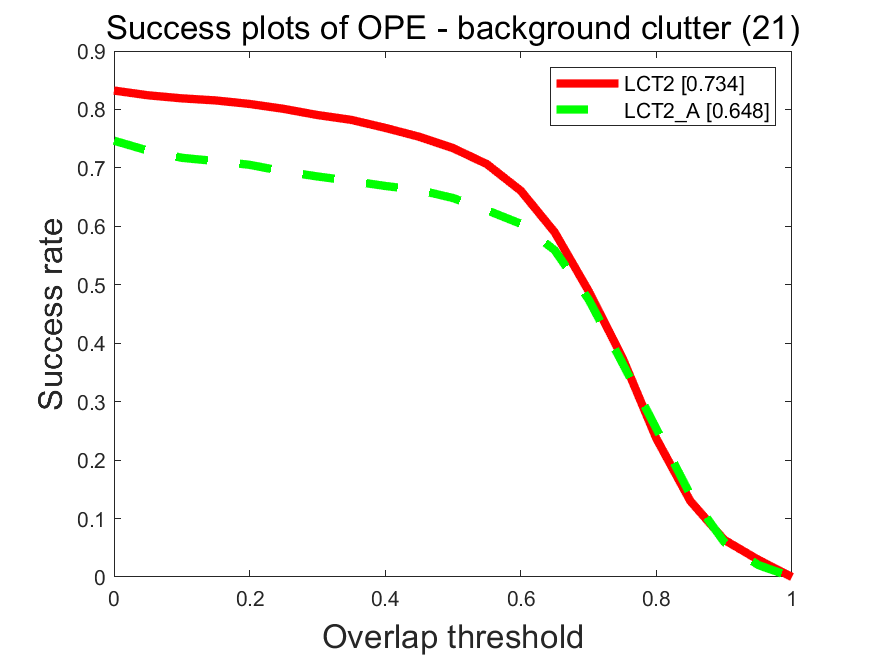 Success plots of OPE - background clutter (21)
LCT2 [0.734]
LCT2_A [0.648]
Success rate
0.9
0.8
0.7
0.6
0.5
0.4
0.3
0.2
0.1
0
0 0.2 0.4 0.6 0.8 1
Overlap threshold